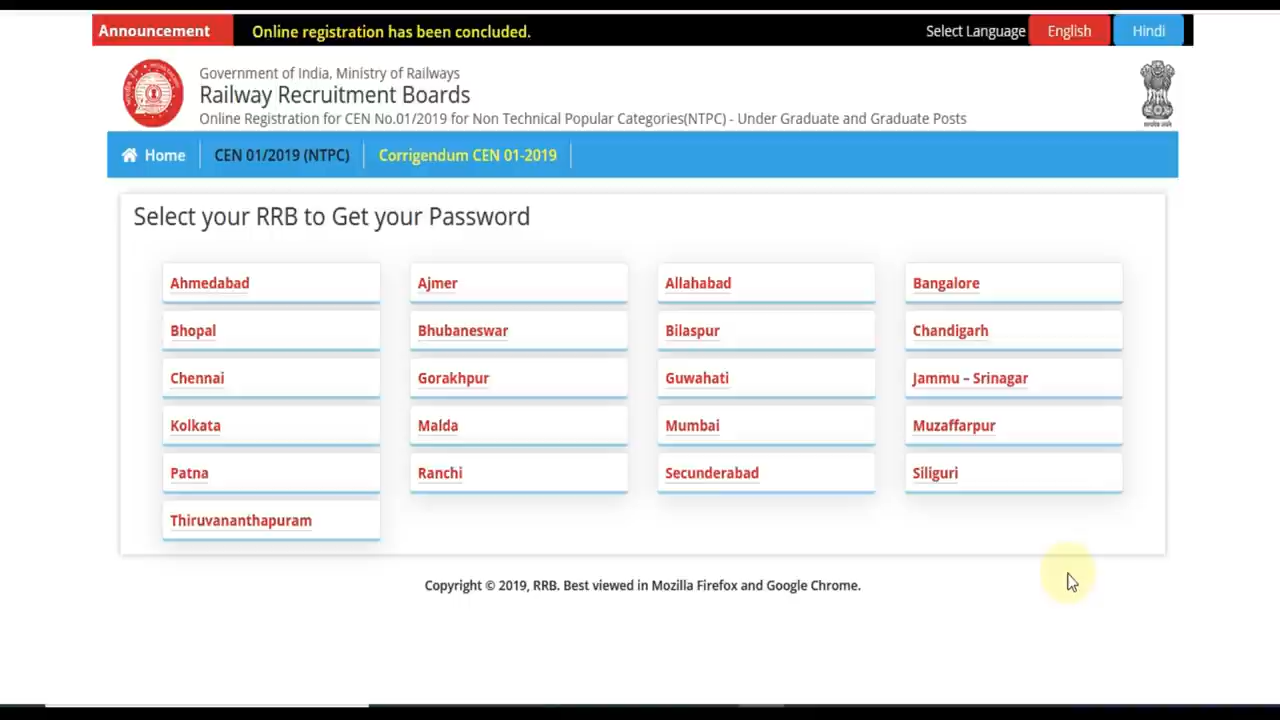 Announcement Online registration has been concluded. Select Language English Hindi
Government of India, Ministry of Railways
Railway Recruitment Boards
Online Registration for CEN No.01/2019 for Non Technical Popular Categories(NTPC) - Under Graduate and Graduate Posts
Home CEN 01/2019 (NTPC) Corrigendum CEN 01-2019
Select your RRB to Get your Password
Ahmedabad Ajmer Allahabad Bangalore
Bhopal Bhubaneswar Bilaspur Chandigarh
Chennai Gorakhpur Guwahati Jammu – Srinagar
Kolkata Malda Mumbai Muzaffarpur
Patna Ranchi Secunderabad Siliguri
Thiruvananthapuram
Copyright © 2019, RRB. Best viewed in Mozilla Firefox and Google Chrome.